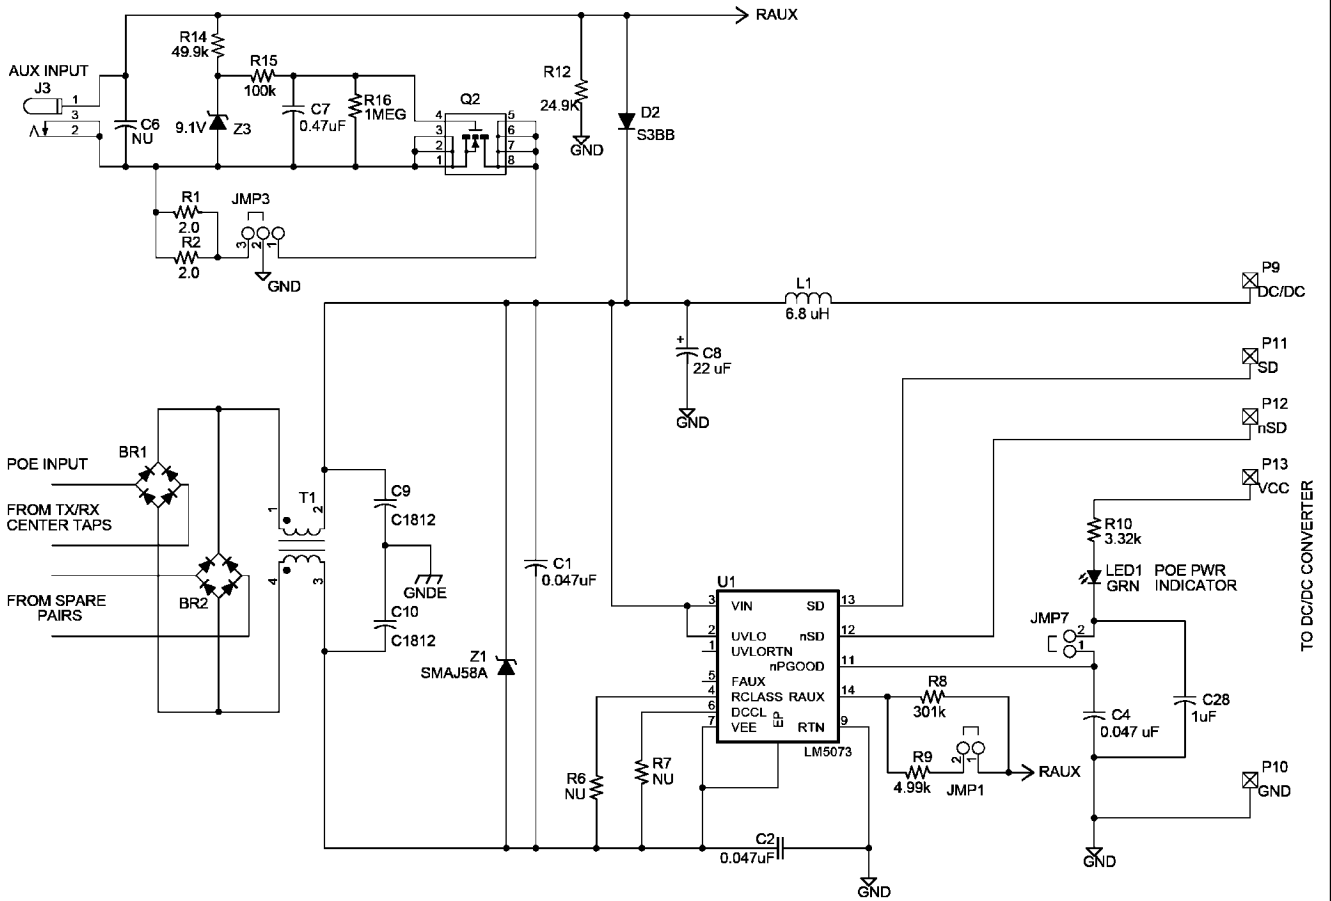 RAUX
R14
49.9k
R15
100k
AUX INPUT
J3
1
3
2
C6
NU
9.1V
Z3
C7
0.47uF
R16
1MEG
Q2
4
3
2
1
5
6
7
8
R12
24.9K
GND
D2
S3BB
R1
2.0
R2
2.0
JMP3
3
2
1
GND
L1
6.8 uH
P9
DC/DC
C8
22 uF
GND
P11
SD
P12
nSD
P13
VCC
POE INPUT
FROM TX/RX
CENTER TAPS
FROM SPARE
PAIRS
BR1
BR2
T1
1
2
4
3
C9
C1812
GNDE
C10
C1812
C1
0.047uF
Z1
SMAJ58A
U1
3
VIN
2
UVLO
1
UVLORTN
5
FAUX
4
RCLASS
6
DCCL
7
VEE
EP
SD
13
nSD
12
nPGOOD
11
RAUX
14
RTN
9
LM5073
R6
NU
R7
NU
C2
0.047uF
GND
R8
301k
R9
4.99k
2
1
JMP1
RAUX
R10
3.32k
LED1
GRN
POE PWR
INDICATOR
JMP7
2
1
C4
0.047 uF
C28
1uF
GND
P10
GND
TO DC/DC CONVERTER